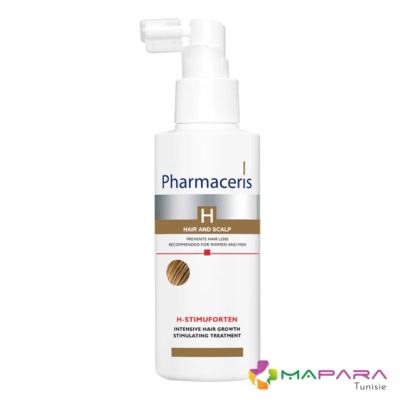 Pharmaceris
H
HAIR AND SCALP
PREVENTS HAIR LOSS
RECOMMENDED FOR WOMEN AND MEN
H-STIMUFORTEN
INTENSIVE HAIR GROWTH
STIMULATING TREATMENT
MAPARA
Tunisie